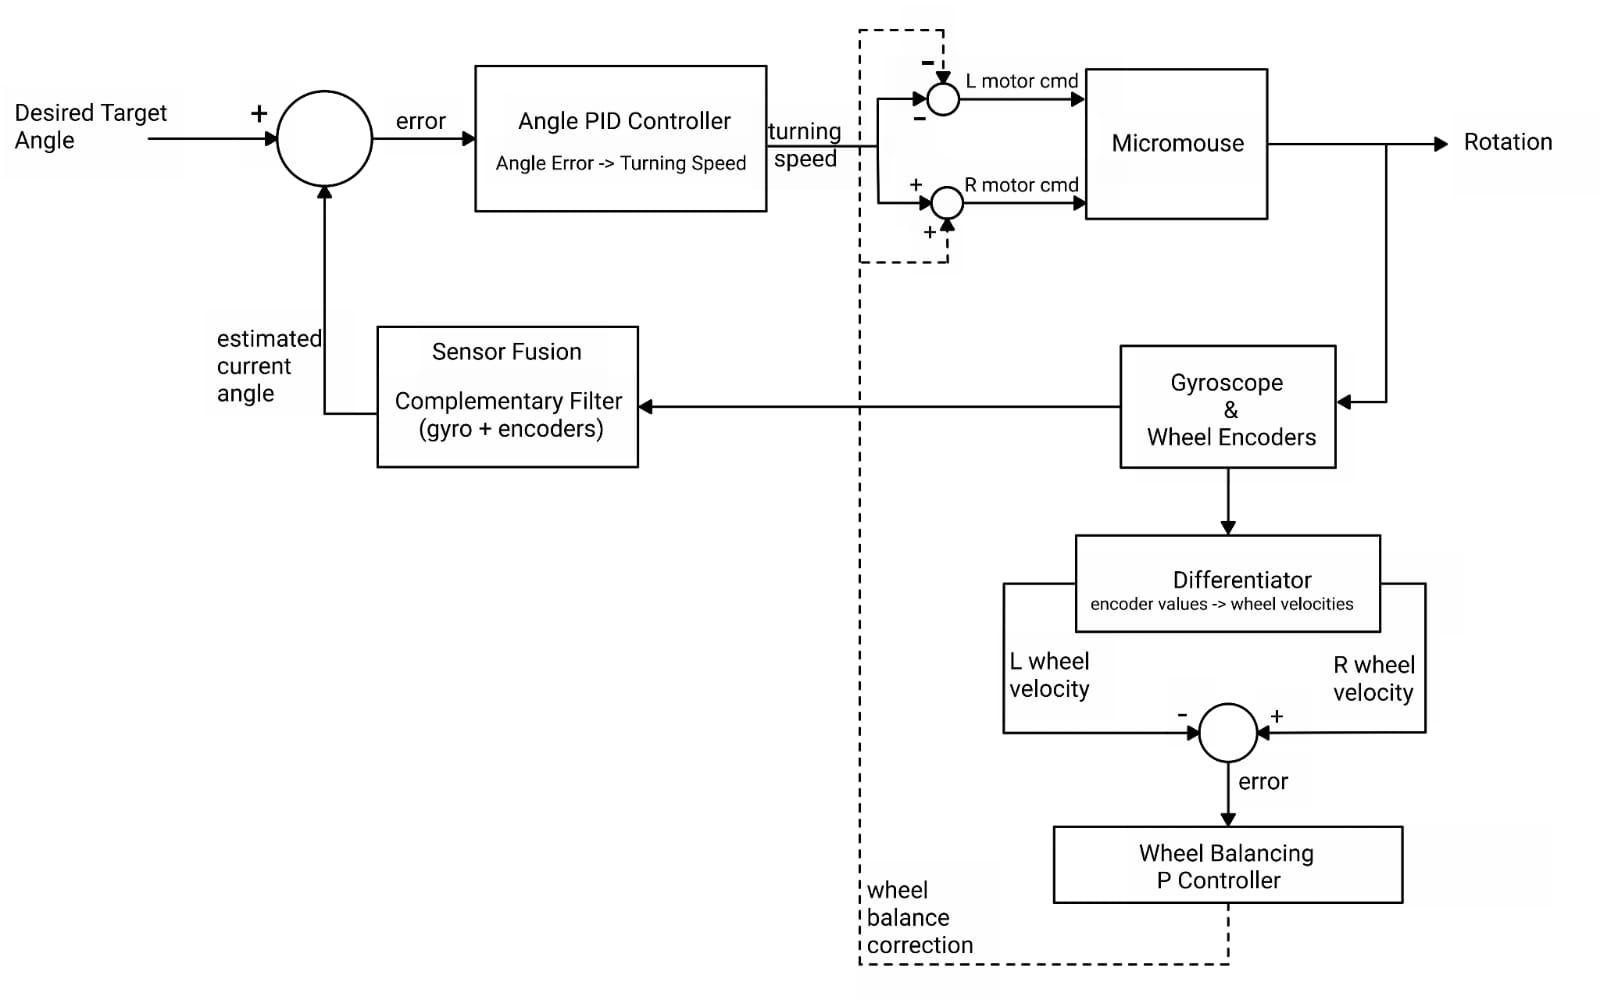 Desired Target
Angle
+
error
Angle PID Controller
Angle Error -> Turning Speed
turning
speed
-
-
L motor cmd
+
R motor cmd
+
Micromouse
Rotation
estimated
current
angle
Sensor Fusion
Complementary Filter
(gyro + encoders)
Gyroscope
&
Wheel Encoders
Differentiator
encoder values -> wheel velocities
L wheel
velocity
R wheel
velocity
-
+
error
Wheel Balancing
P Controller
wheel
balance
correction